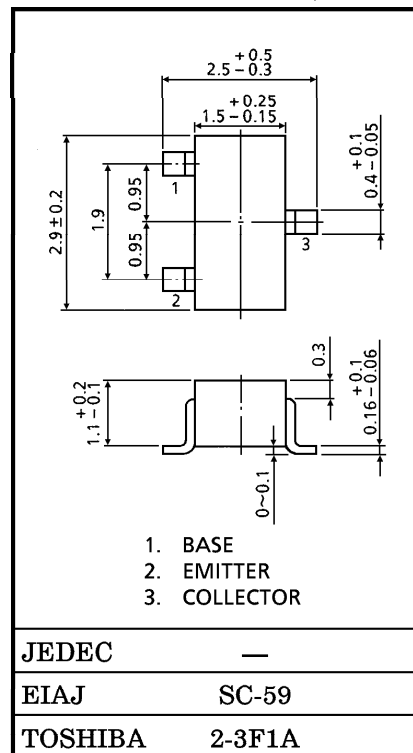 +0.5
2.5 −0.3
+0.25
1.5 −0.15
2.9 ± 0.2
1.9
0.95
0.95
1
2
3
+0.1
0.4 −0.05
+0.2
1.1 −0.1
0.3
+0.1
0.16 −0.06
0~0.1
1. BASE
2. EMITTER
3. COLLECTOR
JEDEC —
EIAJ SC-59
TOSHIBA 2-3F1A